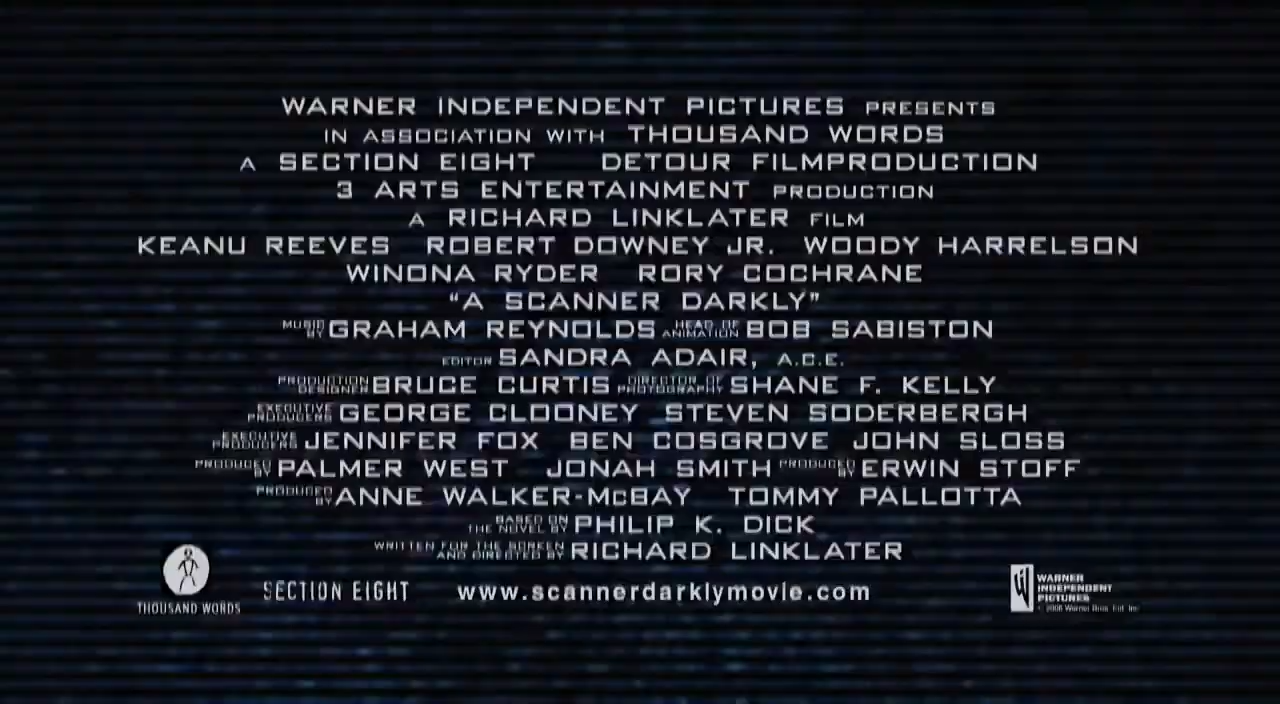 WARNER INDEPENDENT PICTURES PRESENTS
IN ASSOCIATION WITH THOUSAND WORDS
A SECTION EIGHT DETOUR FILMPRODUCTION
3 ARTS ENTERTAINMENT PRODUCTION
A RICHARD LINKLATER FILM
KEANU REEVES ROBERT DOWNEY JR. WOODY HARRELSON
WINONA RYDER RORY COCHRANE
"A SCANNER DARKLY"
MUSIC BY GRAHAM REYNOLDS HEAD OF ANIMATION BOB SABISTON
EDITOR SANDRA ADAIR, A.C.E.
PRODUCTION DESIGNER BRUCE CURTIS DIRECTOR OF PHOTOGRAPHY SHANE F. KELLY
EXECUTIVE PRODUCERS GEORGE CLOONEY STEVEN SODERBERGH
EXECUTIVE PRODUCERS JENNIFER FOX BEN COSGROVE JOHN SLOSS
PRODUCED BY PALMER WEST JONAH SMITH PRODUCED BY ERWIN STOFF
PRODUCED BY ANNE WALKER-McBAY TOMMY PALLOTTA
BASED ON THE NOVEL BY PHILIP K. DICK
WRITTEN FOR THE SCREEN AND DIRECTED BY RICHARD LINKLATER
THOUSAND WORDS
SECTION EIGHT
www.scannerdarklymovie.com
WARNER
INDEPENDENT
PICTURES
© 2006 Warner Bros. Ent. Inc.